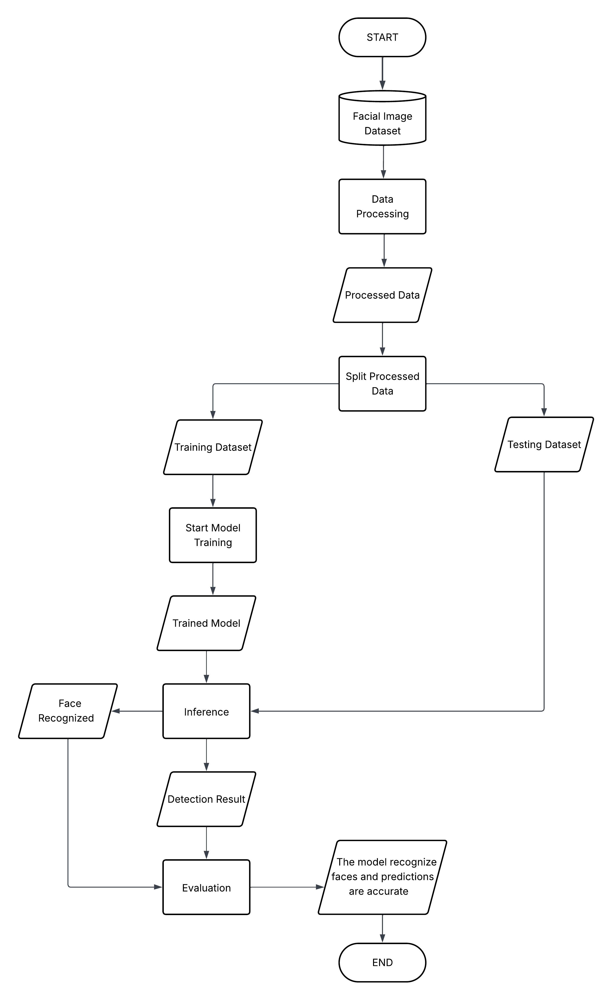 START
Facial Image
Dataset
Data
Processing
Processed Data
Split Processed
Data
Training Dataset
Testing Dataset
Start Model
Training
Trained Model
Face
Recognized
Inference
Detection Result
The model recognize
faces and predictions
are accurate
Evaluation
END